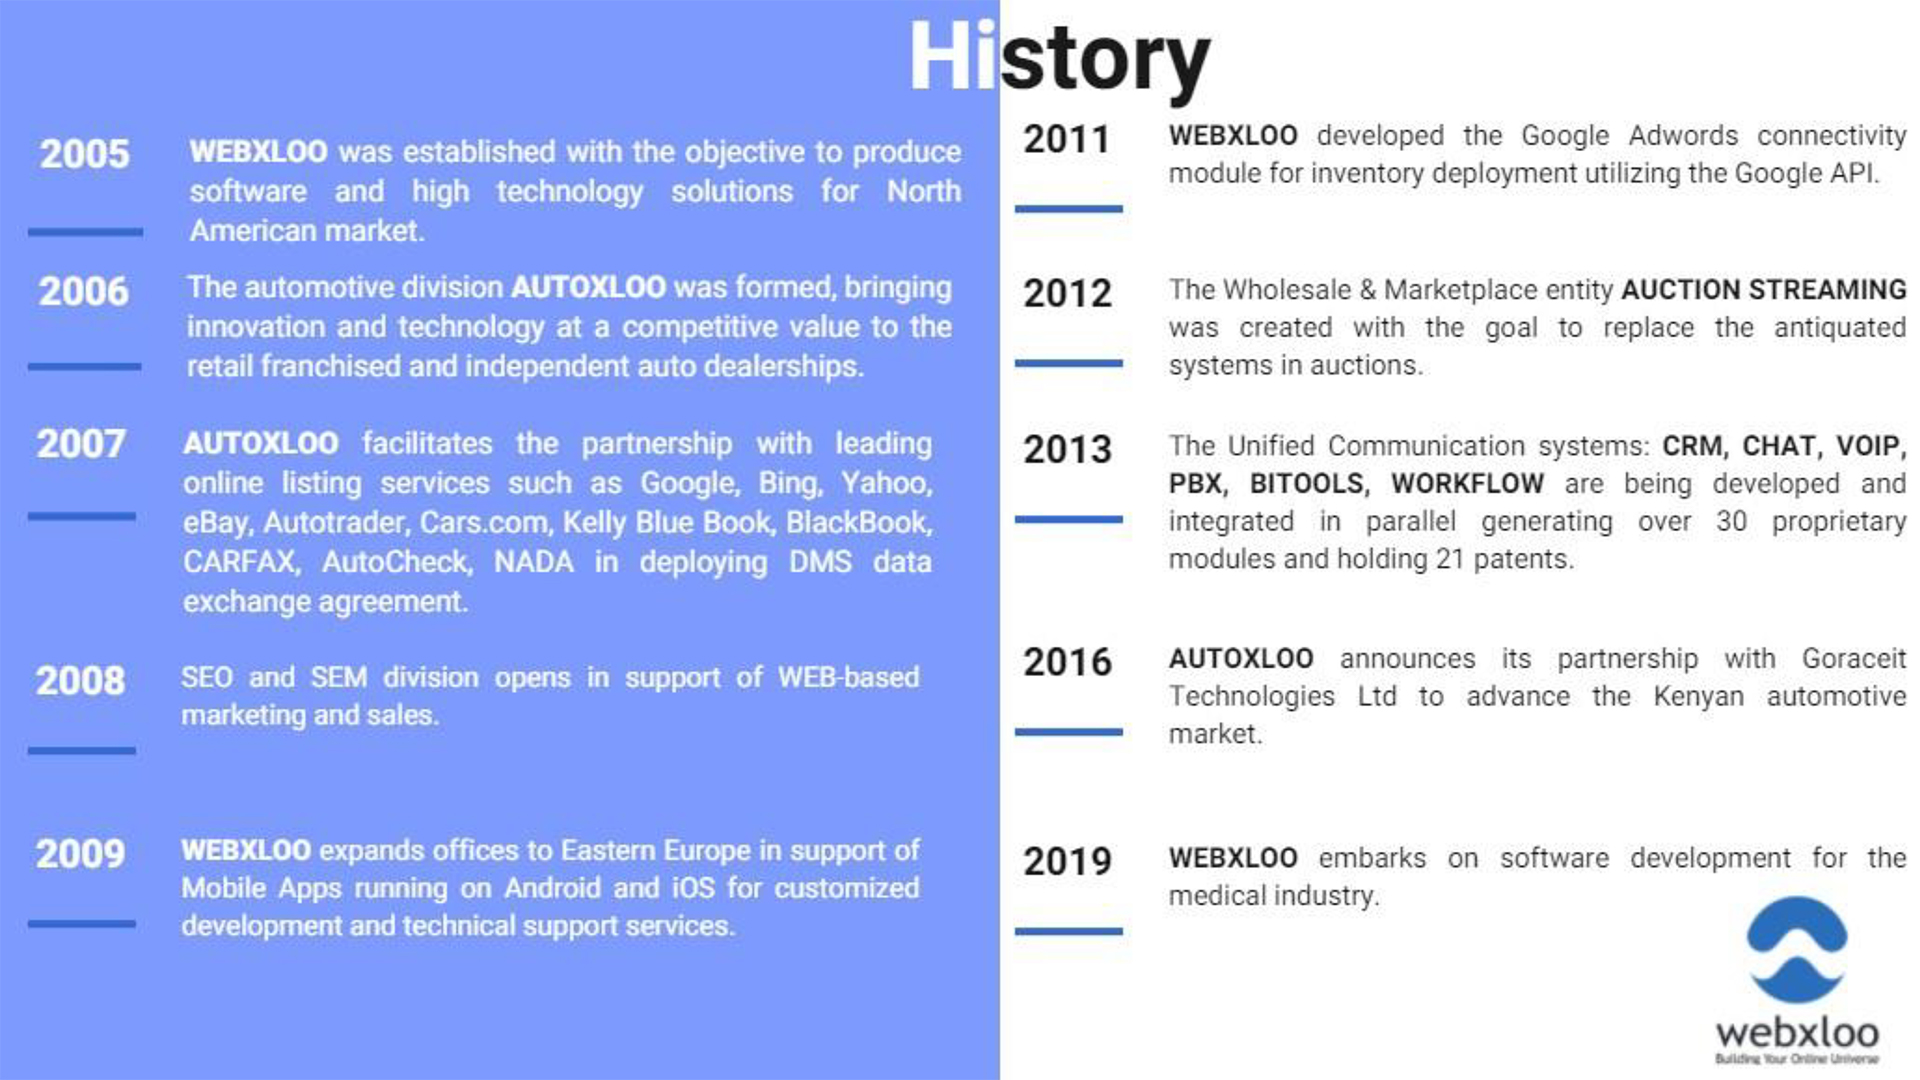 History
2005
WEBXLOO was established with the objective to produce
software and high technology solutions for North
American market.
2006
The automotive division AUTOXLOO was formed, bringing
innovation and technology at a competitive value to the
retail franchised and independent auto dealerships.
2007
AUTOXLOO facilitates the partnership with leading
online listing services such as Google, Bing, Yahoo,
eBay, Autotrader, Cars.com, Kelly Blue Book, BlackBook,
CARFAX, AutoCheck, NADA in deploying DMS data
exchange agreement.
2008
SEO and SEM division opens in support of WEB-based
marketing and sales.
2009
WEBXLOO expands offices to Eastern Europe in support of
Mobile Apps running on Android and iOS for customized
development and technical support services.
2011
WEBXLOO developed the Google Adwords connectivity
module for inventory deployment utilizing the Google API.
2012
The Wholesale & Marketplace entity AUCTION STREAMING
was created with the goal to replace the antiquated
systems in auctions.
2013
The Unified Communication systems: CRM, CHAT, VOIP,
PBX, BITOOLS, WORKFLOW are being developed and
integrated in parallel generating over 30 proprietary
modules and holding 21 patents.
2016
AUTOXLOO announces its partnership with Goraceit
Technologies Ltd to advance the Kenyan automotive
market.
2019
WEBXLOO embarks on software development for the
medical industry.
webxloo
Building Your Online Universe